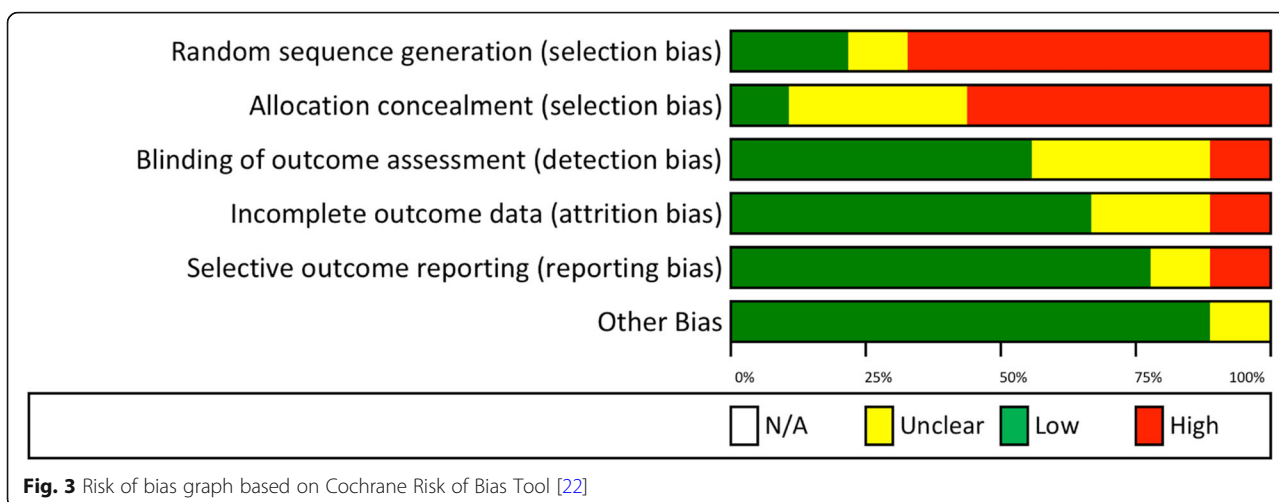 Random sequence generation (selection bias)
Allocation concealment (selection bias)
Blinding of outcome assessment (detection bias)
Incomplete outcome data (attrition bias)
Selective outcome reporting (reporting bias)
Other Bias
0% 25% 50% 75% 100%
N/A Unclear Low High
Fig. 3 Risk of bias graph based on Cochrane Risk of Bias Tool [22]